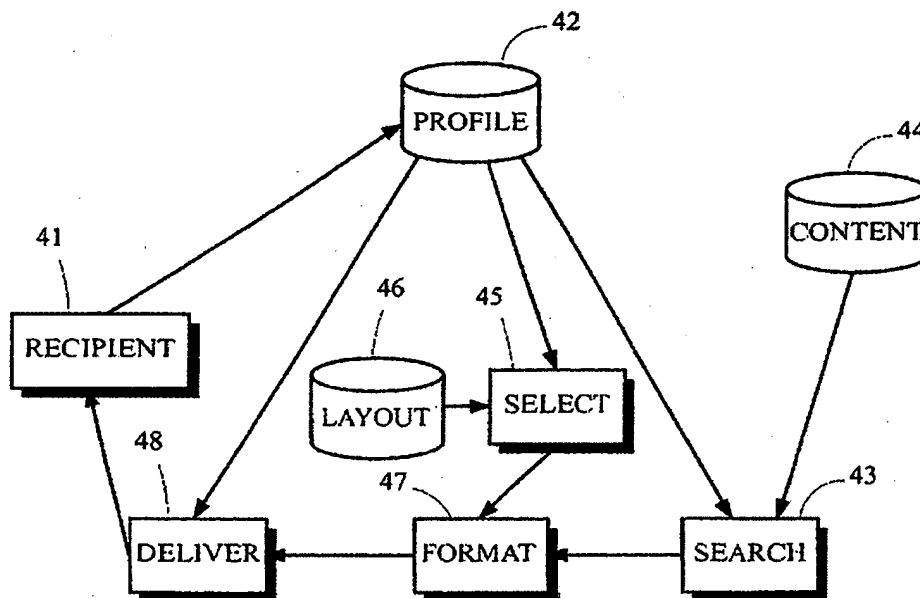 42
PROFILE
44
CONTENT
41
RECIPIENT
46
45
LAYOUT
SELECT
48
47
43
DELIVER
FORMAT
SEARCH